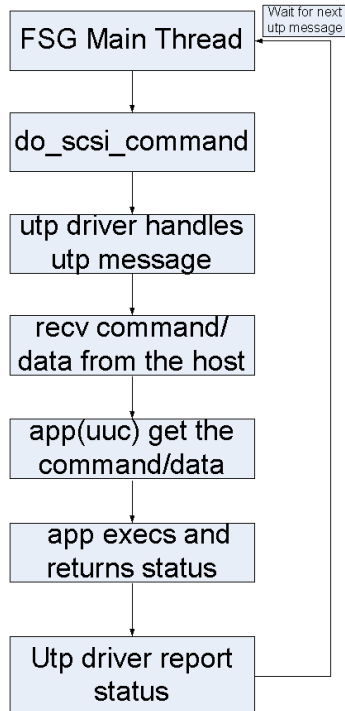 Wait for next
utp message
FSG Main Thread
do_scsi_command
utp driver handles
utp message
recv command/
data from the host
app(uuc) get the
command/data
app execs and
returns status
Utp driver report
status